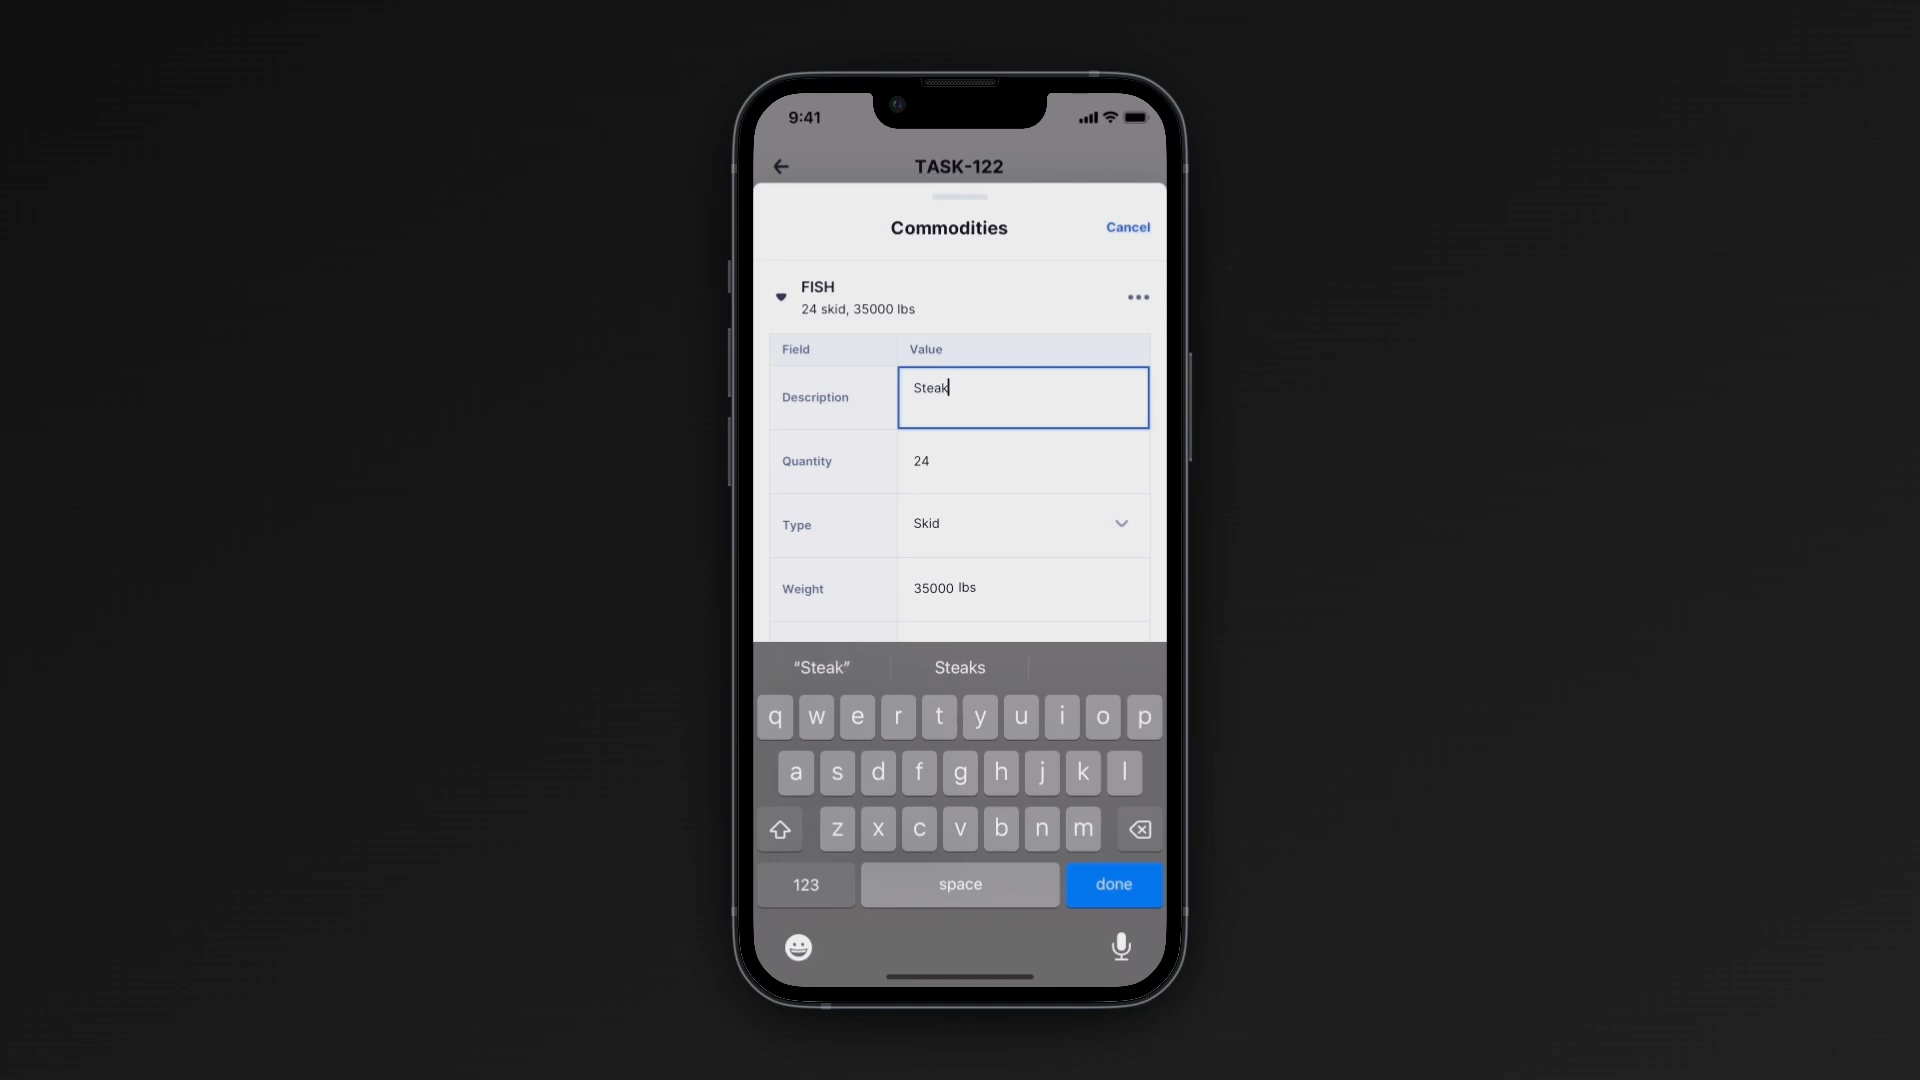 9:41
TASK-122
Commodities Cancel
FISH
24 skid, 35000 lbs
Field Value
Description Steak
Quantity 24
Type Skid
Weight 35000 lbs
“Steak” Steaks
q w e r t y u i o p
a s d f g h j k l
z x c v b n m
123 space done